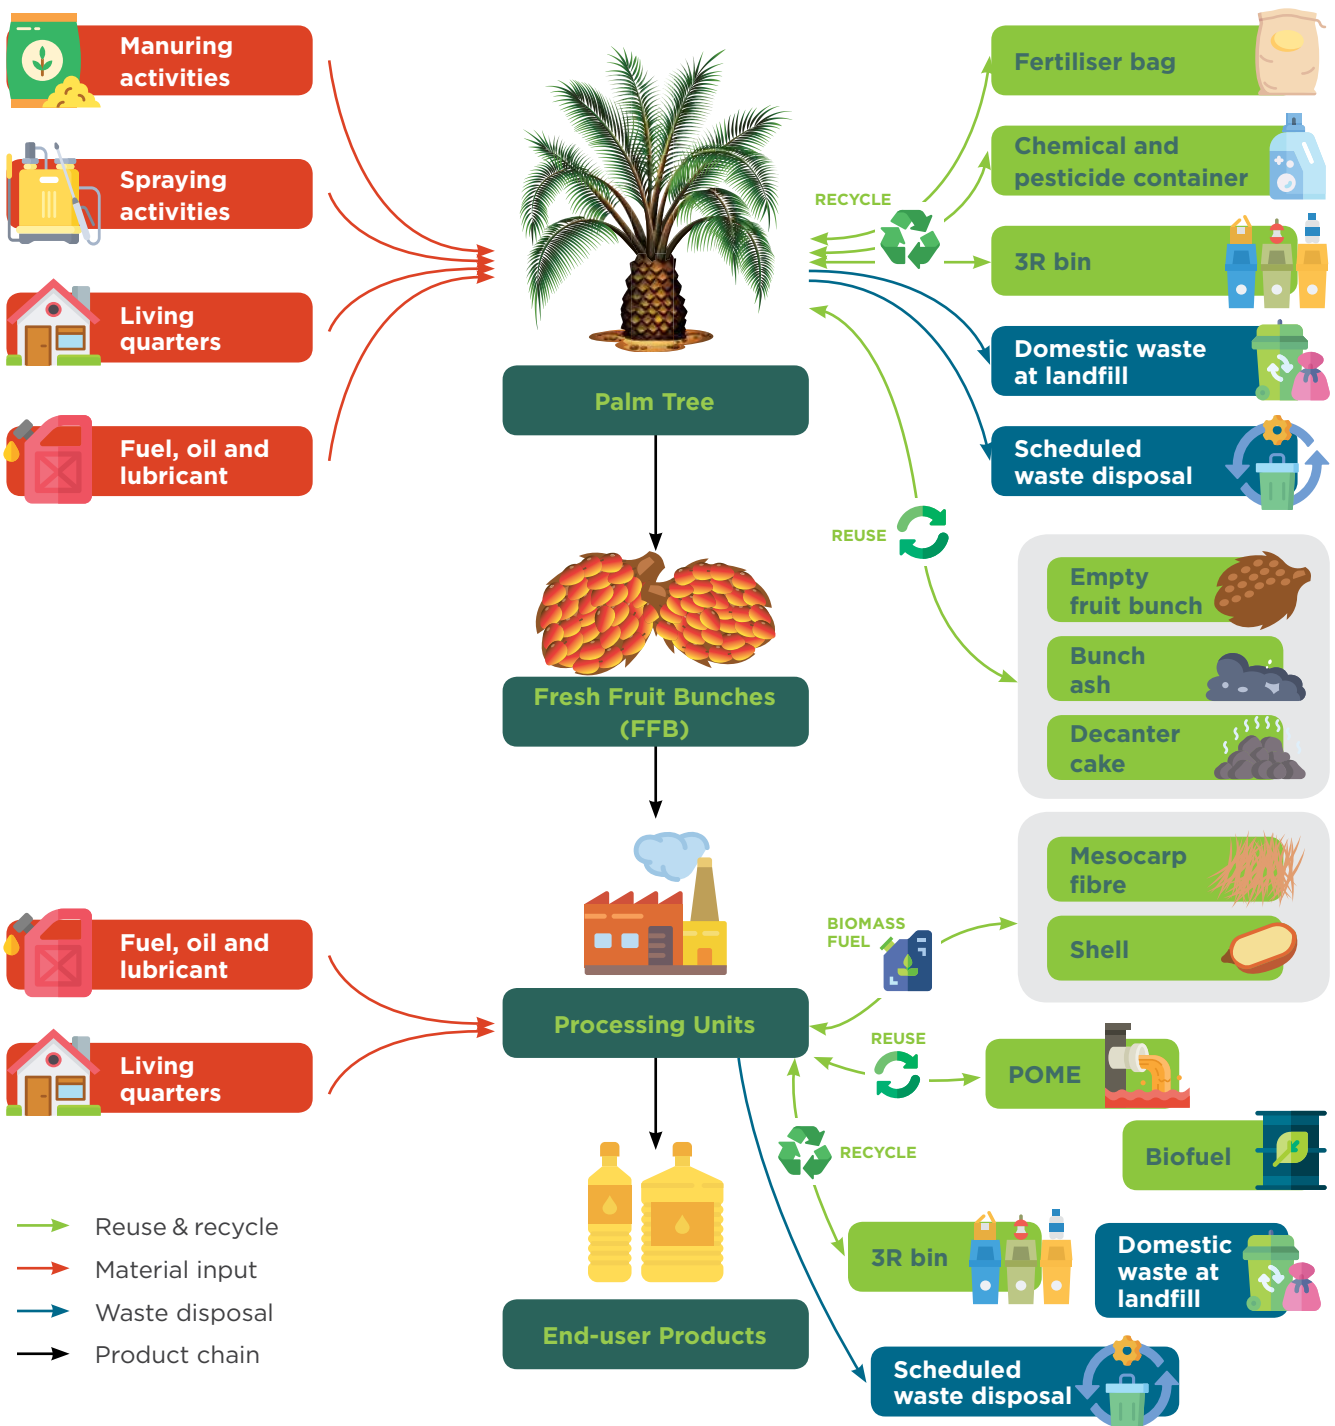 Manuring
activities
Spraying
activities
Living
quarters
Fuel, oil and
lubricant
Palm Tree
RECYCLE
Fertiliser bag
Chemical and
pesticide container
3R bin
Domestic waste
at landfill
Scheduled
waste disposal
REUSE
Empty
fruit bunch
Bunch
ash
Decanter
cake
Fresh Fruit Bunches
(FFB)
Mesocarp
fibre
Shell
BIOMASS
FUEL
Fuel, oil and
lubricant
Living
quarters
Processing Units
REUSE
POME
Biofuel
RECYCLE
3R bin
Domestic
waste at
landfill
Scheduled
waste disposal
End-user Products
Reuse & recycle
Material input
Waste disposal
Product chain